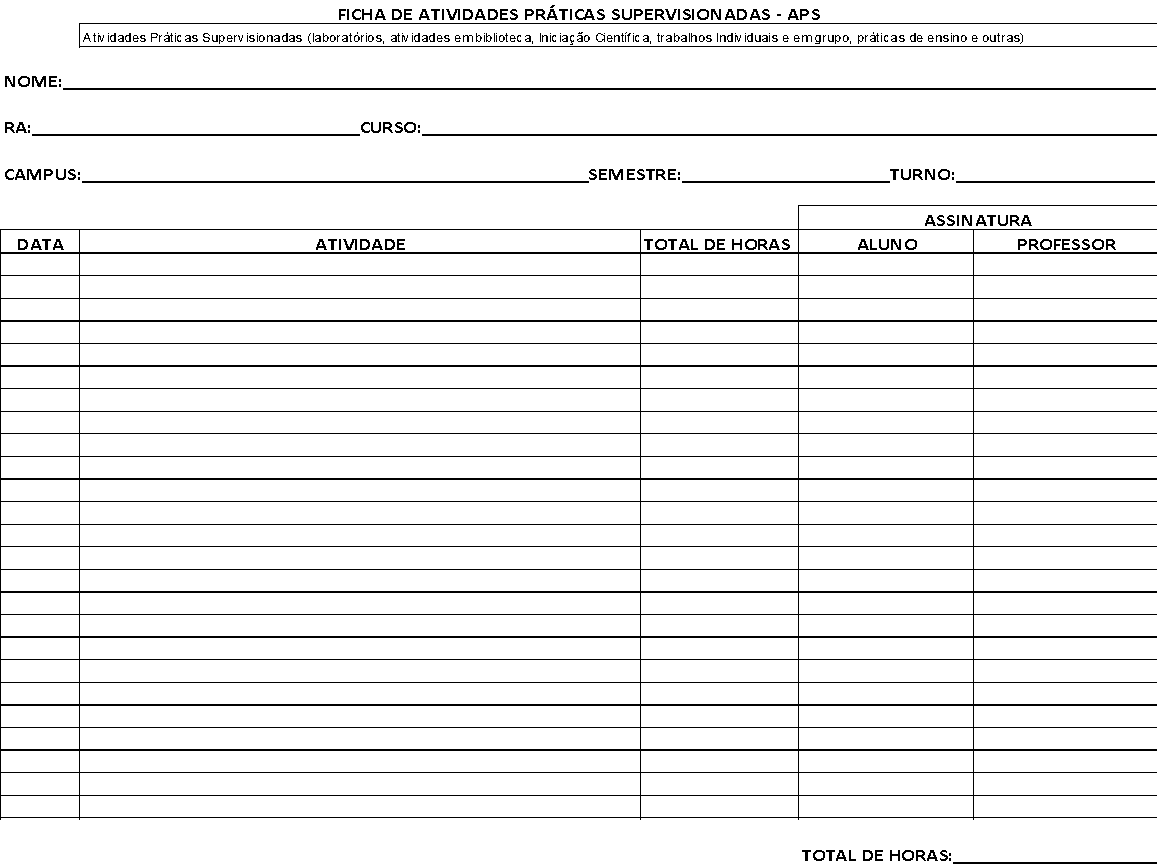 FICHA DE ATIVIDADES PRÁTICAS SUPERVISIONADAS - APS
Atividades Práticas Supervisionadas (laboratórios, atividades em biblioteca, Iniciação Científica, trabalhos Individuais e em grupo, práticas de ensino e outras)
NOME:
RA: CURSO:
CAMPUS: SEMESTRE: TURNO:
ASSINATURA
DATA ATIVIDADE TOTAL DE HORAS ALUNO PROFESSOR
TOTAL DE HORAS: